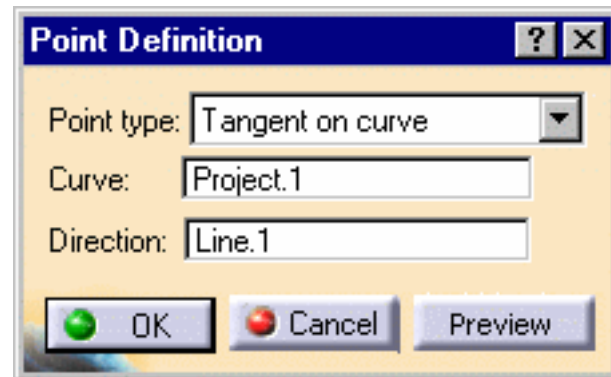 Point Definition
Point type: Tangent on curve
Curve: Project.1
Direction: Line.1
OK Cancel Preview